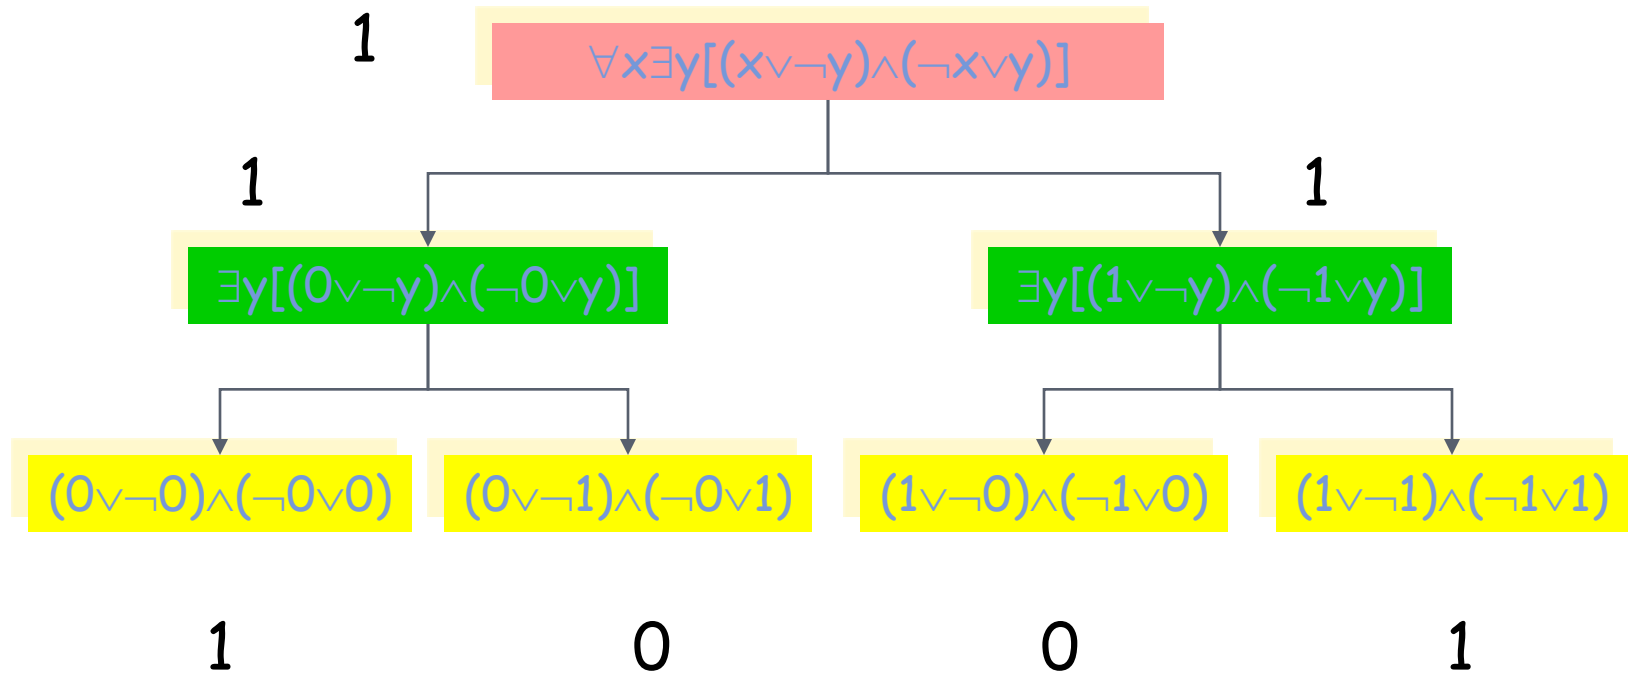 1
∀x∃y[(x∨¬y)∧(¬x∨y)]
1 1
∃y[(0∨¬y)∧(¬0∨y)] ∃y[(1∨¬y)∧(¬1∨y)]
(0∨¬0)∧(¬0∨0) (0∨¬1)∧(¬0∨1) (1∨¬0)∧(¬1∨0) (1∨¬1)∧(¬1∨1)
1 0 0 1